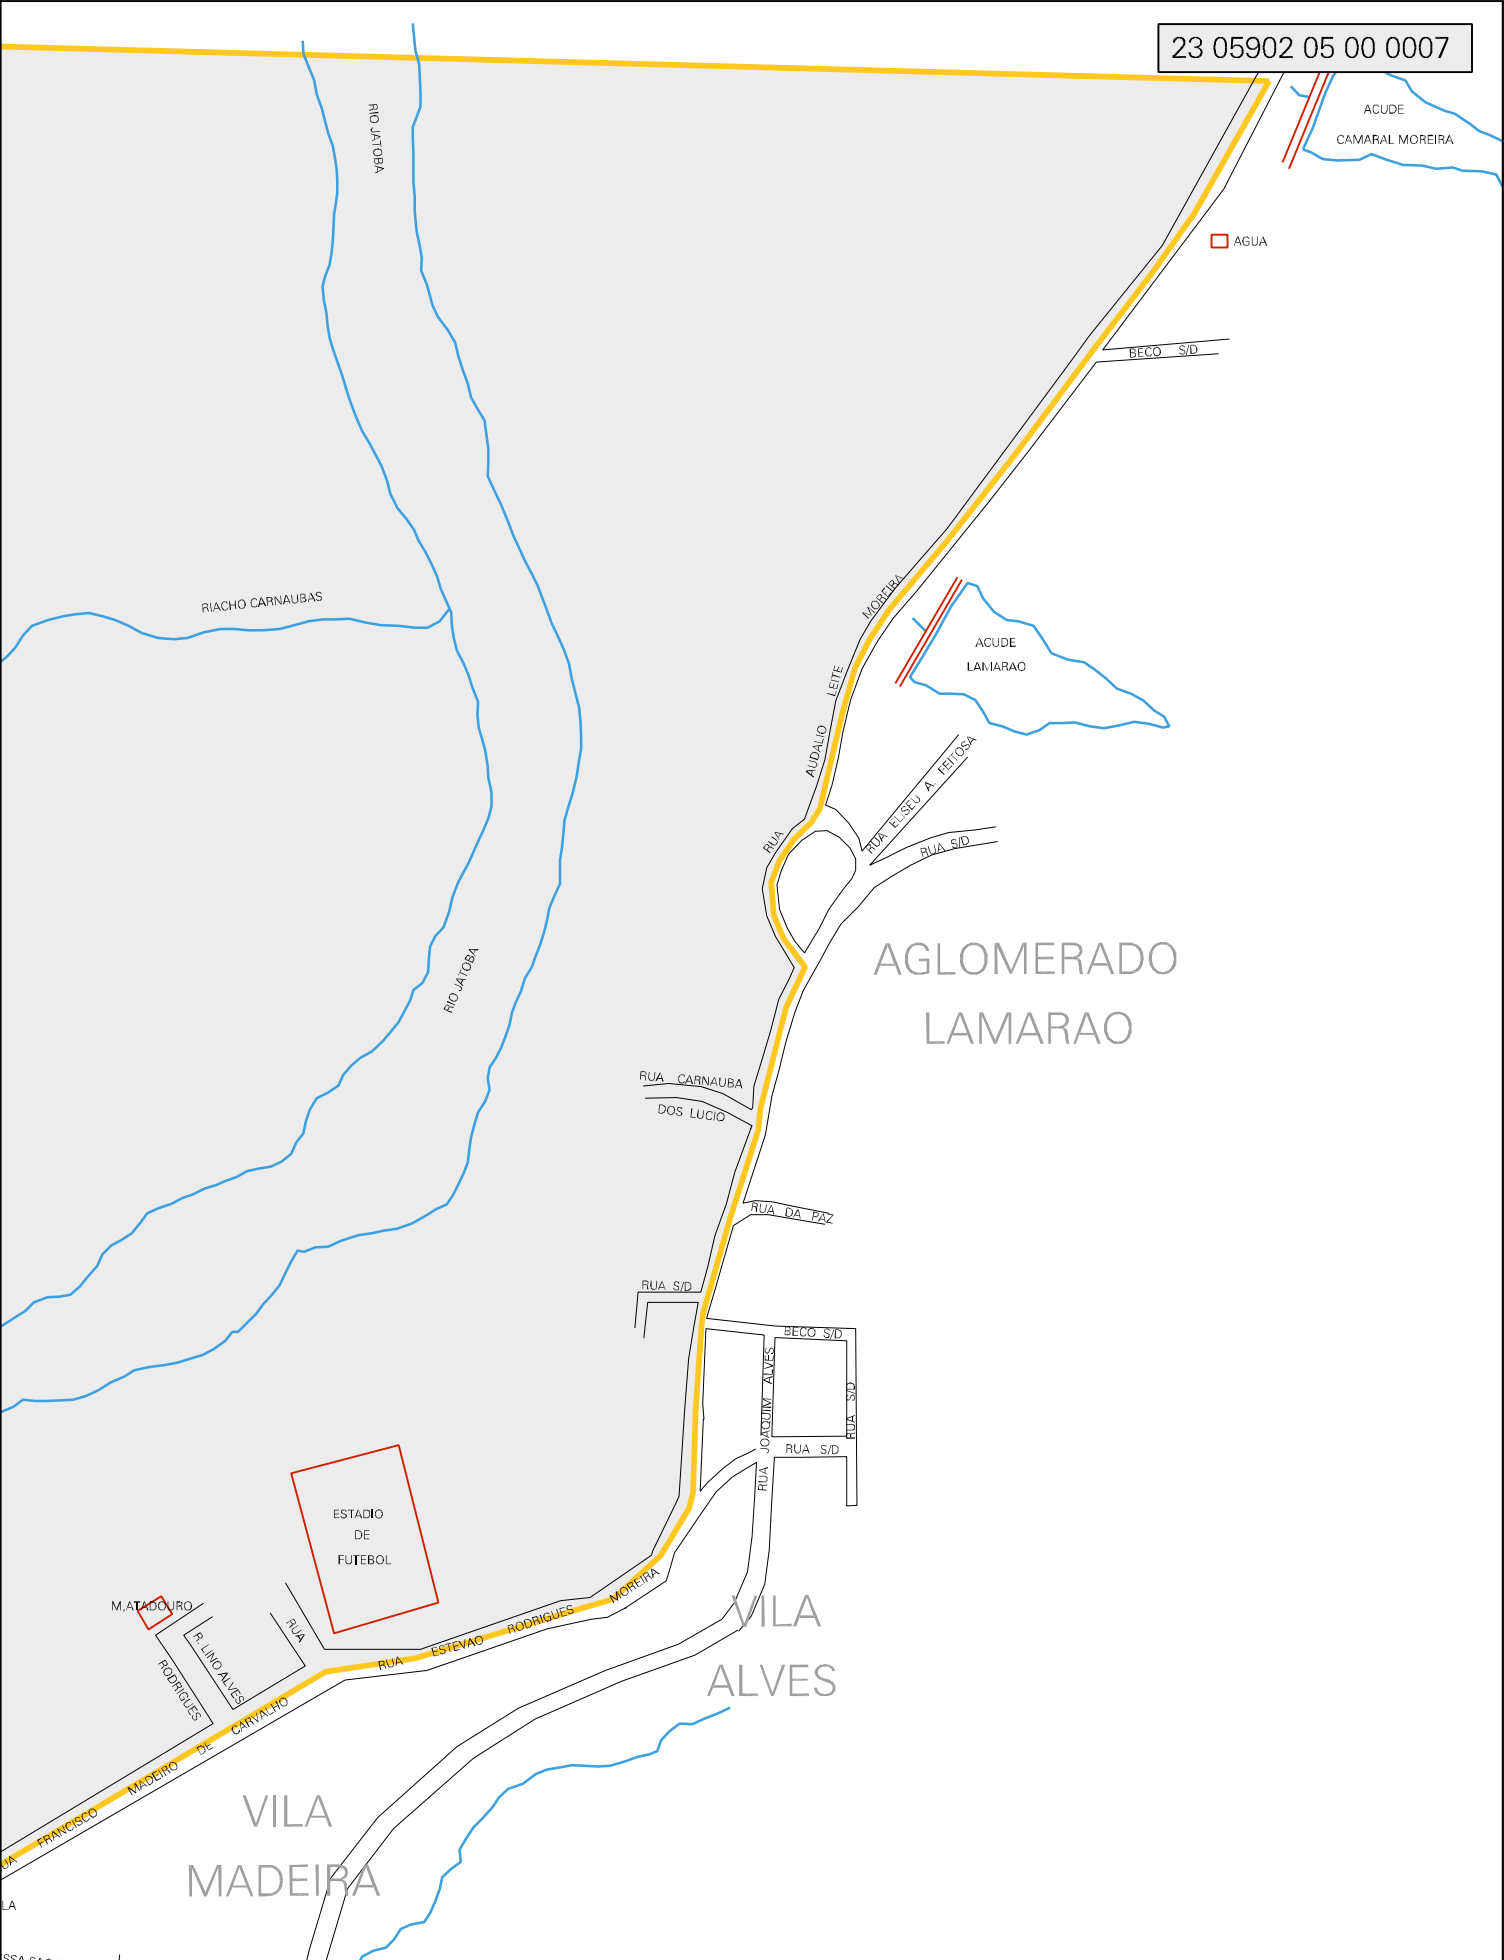 23 05902 05 00 0007
RIO JATOBA
ACUDE
CAMARAL MOREIRA
AGUA
BECO S/D
RIACHO CARNAUBAS
RUA AUDALIO LEITE MOREIRA
ACUDE
LAMARAO
RUA ELISEU A. FEITOSA
RUA S/D
AGLOMERADO
LAMARAO
RIO JATOBA
RUA CARNAUBA
DOS LUCIO
RUA DA PAZ
RUA S/D
BECO S/D
RUA JOAQUIM ALVES
RUA S/D
RUA S/D
ESTADIO
DE
FUTEBOL
M,ATADOURO
RUA
R. LINO ALVES
RODRIGUES
RUA ESTEVAO RODRIGUES MOREIRA
VILA
ALVES
UA FRANCISCO MADEIRO DE CARVALHO
VILA
MADEIRA
LA